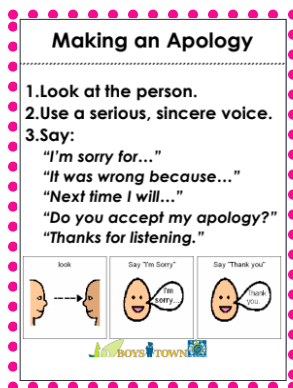 Making an Apology
1.Look at the person.
2.Use a serious, sincere voice.
3.Say:
“I’m sorry for…”
“It was wrong because…”
“Next time I will…”
“Do you accept my apology?”
“Thanks for listening.”
look
Say "I'm Sorry"
Say "Thank you"
I'm
sorry...
Thank
you.
BOYS TOWN